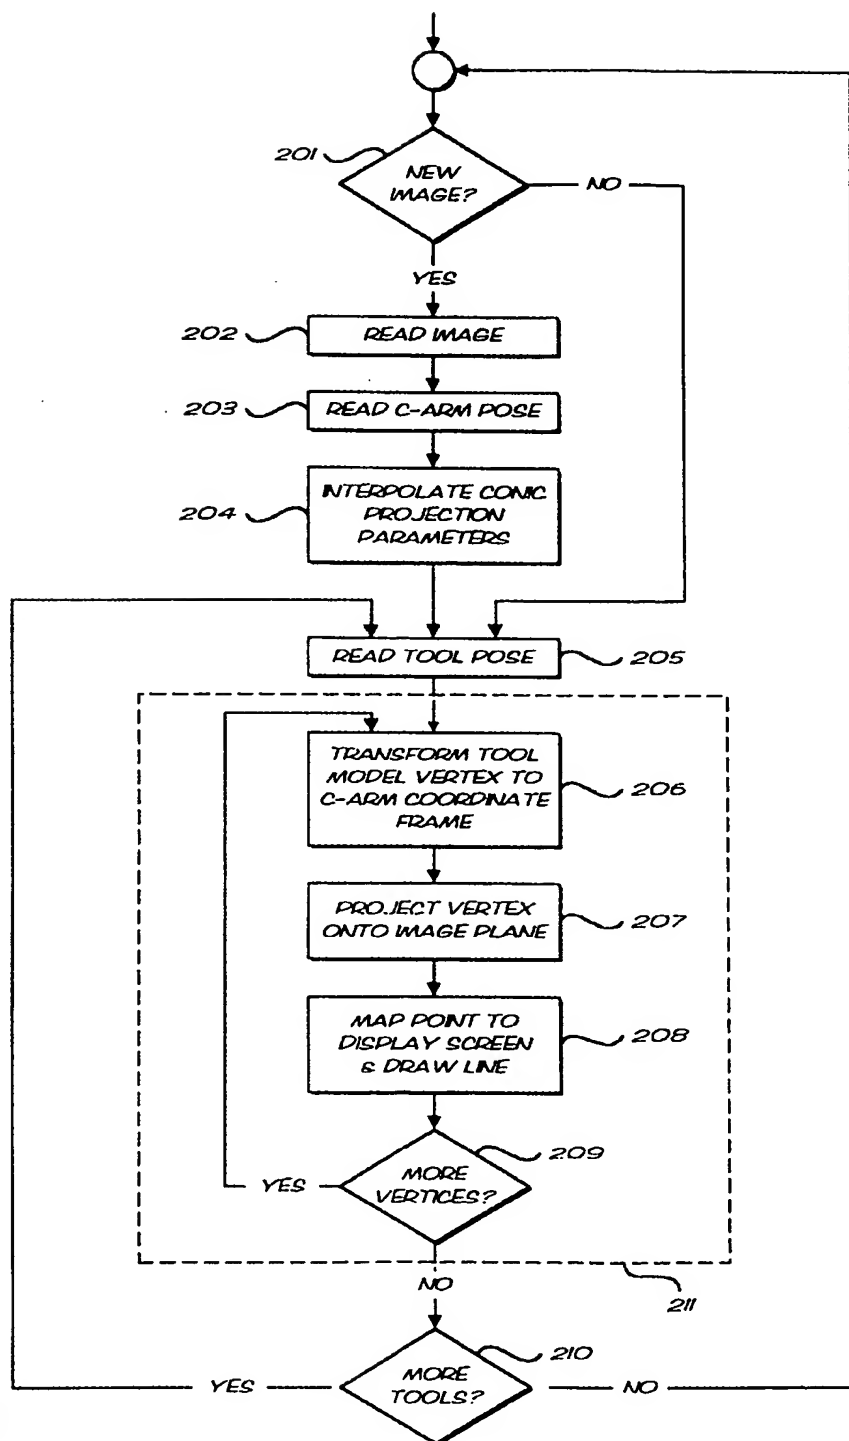 201
NEW
IMAGE?
NO
YES
202
READ IMAGE
203
READ C-ARM POSE
204
INTERPOLATE CONIC
PROJECTION
PARAMETERS
READ TOOL POSE
205
TRANSFORM TOOL
MODEL VERTEX TO
C-ARM COORDINATE
FRAME
206
PROJECT VERTEX
ONTO IMAGE PLANE
207
MAP POINT TO
DISPLAY SCREEN
& DRAW LINE
208
209
MORE
VERTICES?
YES
NO
211
210
MORE
TOOLS?
YES
NO